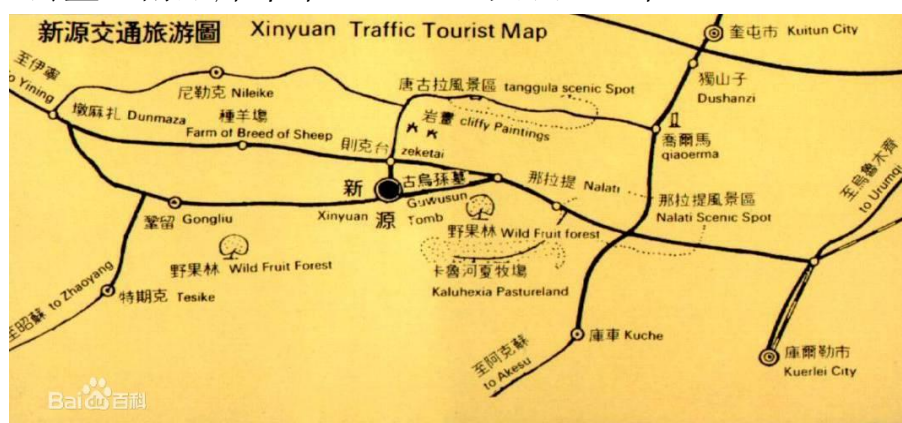 新源交通旅游圖 Xinyuan Traffic Tourist Map
奎屯市 Kuitun City
至伊寧
to Yining
尼勒克 Nileike
唐古拉風景區 tanggula scenic Spot
獨山子
Dushanzi
墩麻扎 Dunmaza
種羊場
Farm of Breed of Sheep
岩畫 cliffy Paintings
喬爾馬
qiaoerma
則克台
zeketai
至烏魯木齊
to Urumqi
新
源
Xinyuan
古烏孫墓
Guwusun
Tomb
那拉提 Nalati
那拉提風景區
Nalati Scenic Spot
鞏留 Gongliu
野果林 Wild Fruit Forest
野果林 Wild Fruit forest
卡魯河夏牧場
Kaluhexia Pastureland
特期克 Tesike
至昭蘇 to Zhaoyang
至阿克蘇
to Akesu
庫車 Kuche
庫爾勒市
Kuerlei City
Bai du 百科